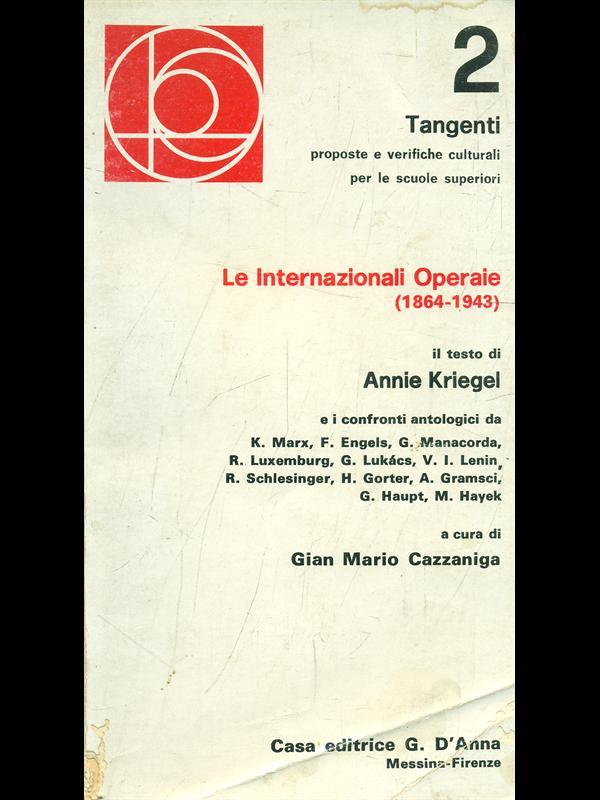 2
Tangenti
proposte e verifiche culturali
per le scuole superiori
Le Internazionali Operaie
(1864-1943)
il testo di
Annie Kriegel
e i confronti antologici da
K. Marx, F. Engels, G. Manacorda,
R. Luxemburg, G. Lukács, V. I. Lenin,
R. Schlesinger, H. Gorter, A. Gramsci,
G. Haupt, M. Hayek
a cura di
Gian Mario Cazzaniga
Casa editrice G. D'Anna
Messina-Firenze